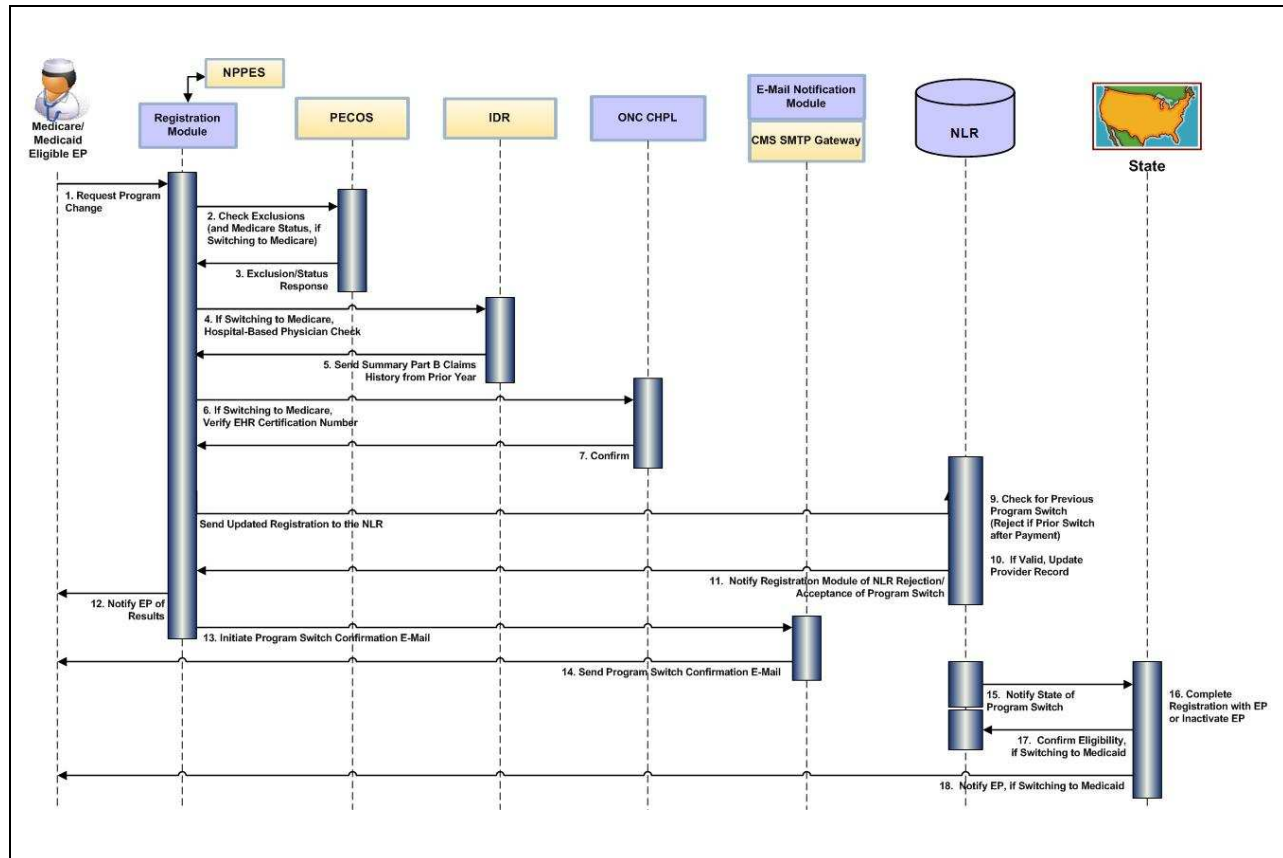 NPPES
Medicare/
Medicaid
Eligible EP
Registration
Module
PECOS
IDR
ONC CHPL
E-Mail Notification
Module
CMS SMTP Gateway
NLR
State
1. Request Program
Change
2. Check Exclusions
(and Medicare Status, if
Switching to Medicare)
3. Exclusion/Status
Response
4. If Switching to Medicare,
Hospital-Based Physician Check
5. Send Summary Part B Claims
History from Prior Year
6. If Switching to Medicare,
Verify EHR Certification Number
7. Confirm
Send Updated Registration to the NLR
9. Check for Previous
Program Switch
(Reject if Prior Switch
after Payment)
10. If Valid, Update
Provider Record
11. Notify Registration Module of NLR Rejection/
Acceptance of Program Switch
12. Notify EP of
Results
13. Initiate Program Switch Confirmation E-Mail
14. Send Program Switch Confirmation E-Mail
15. Notify State of
Program Switch
16. Complete
Registration with EP
or Inactivate EP
17. Confirm Eligibility,
if Switching to Medicaid
18. Notify EP, if Switching to Medicaid